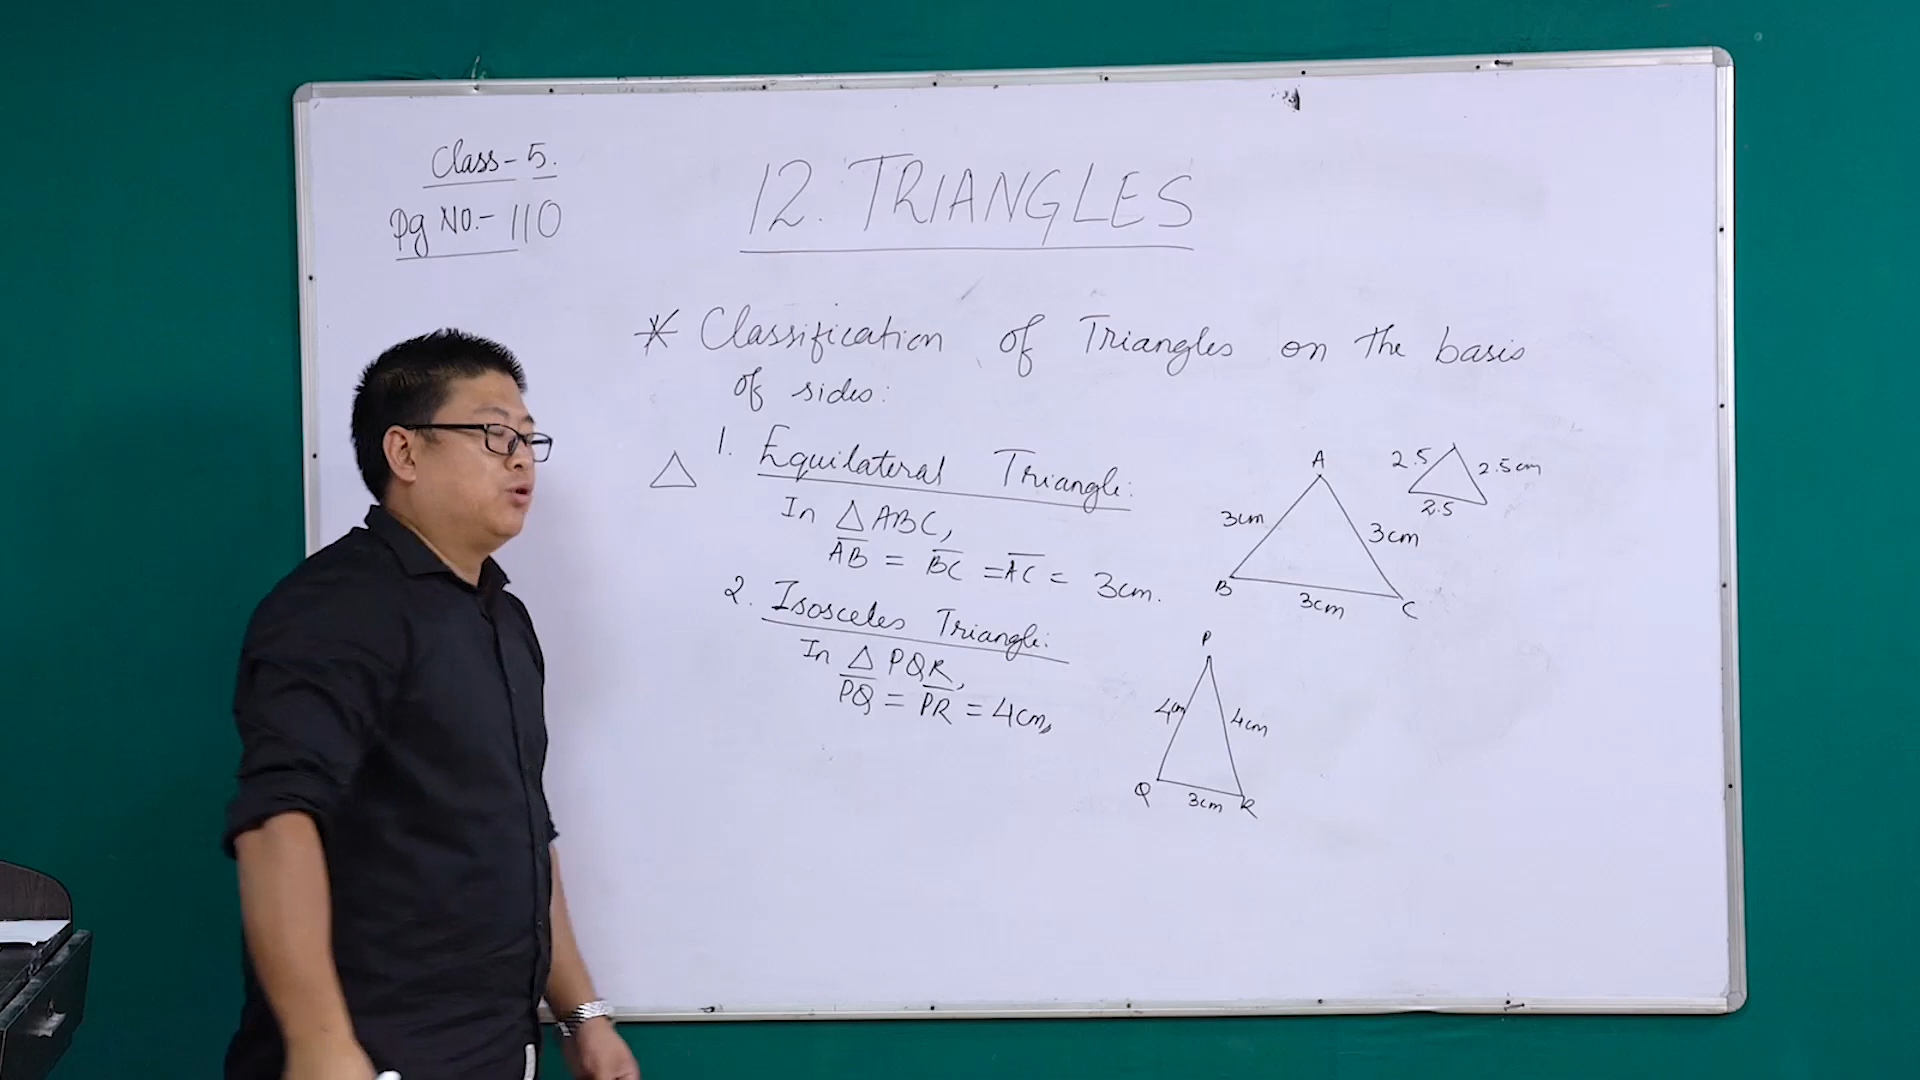 Class - 5.
Pg No:- 110
12. TRIANGLES
* Classification of Triangles on the basis
of sides:
1. Equilateral Triangle:
In △ ABC,
AB = BC = AC = 3cm.
2. Isosceles Triangle:
In △ PQR,
PQ = PR = 4cm,
A
3cm
3cm
B
3cm
C
2.5
2.5cm
2.5
P
4cm
4cm
Q
3cm
R